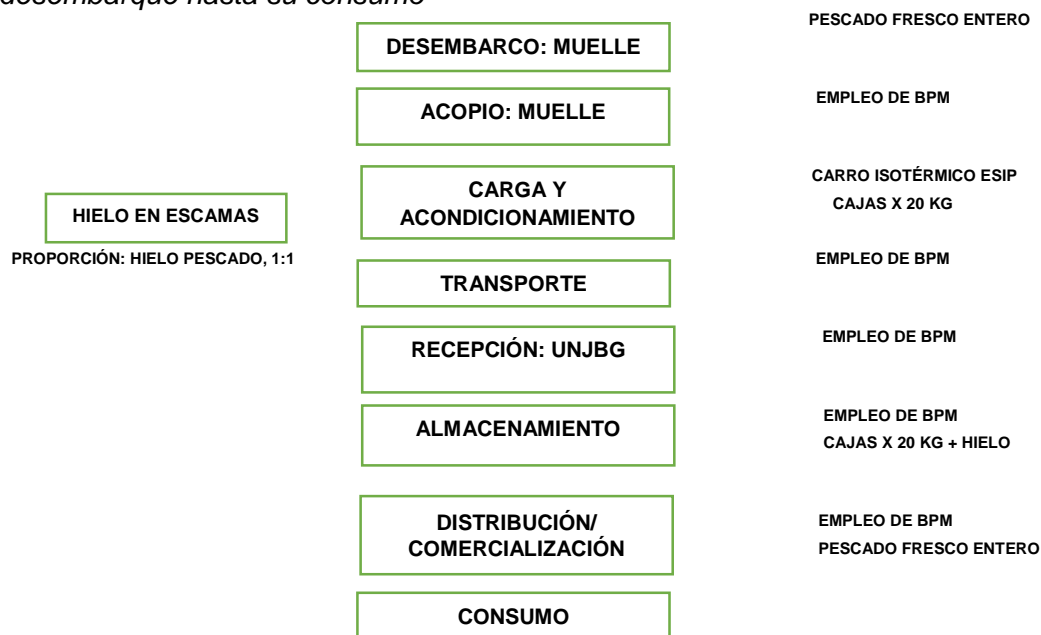 desembarque hasta su consumo
PESCADO FRESCO ENTERO
DESEMBARCO: MUELLE
EMPLEO DE BPM
ACOPIO: MUELLE
CARRO ISOTÉRMICO ESIP
CAJAS X 20 KG
CARGA Y
ACONDICIONAMIENTO
HIELO EN ESCAMAS
PROPORCIÓN: HIELO PESCADO, 1:1
EMPLEO DE BPM
TRANSPORTE
EMPLEO DE BPM
RECEPCIÓN: UNJBG
EMPLEO DE BPM
CAJAS X 20 KG + HIELO
ALMACENAMIENTO
DISTRIBUCIÓN/
COMERCIALIZACIÓN
EMPLEO DE BPM
PESCADO FRESCO ENTERO
CONSUMO